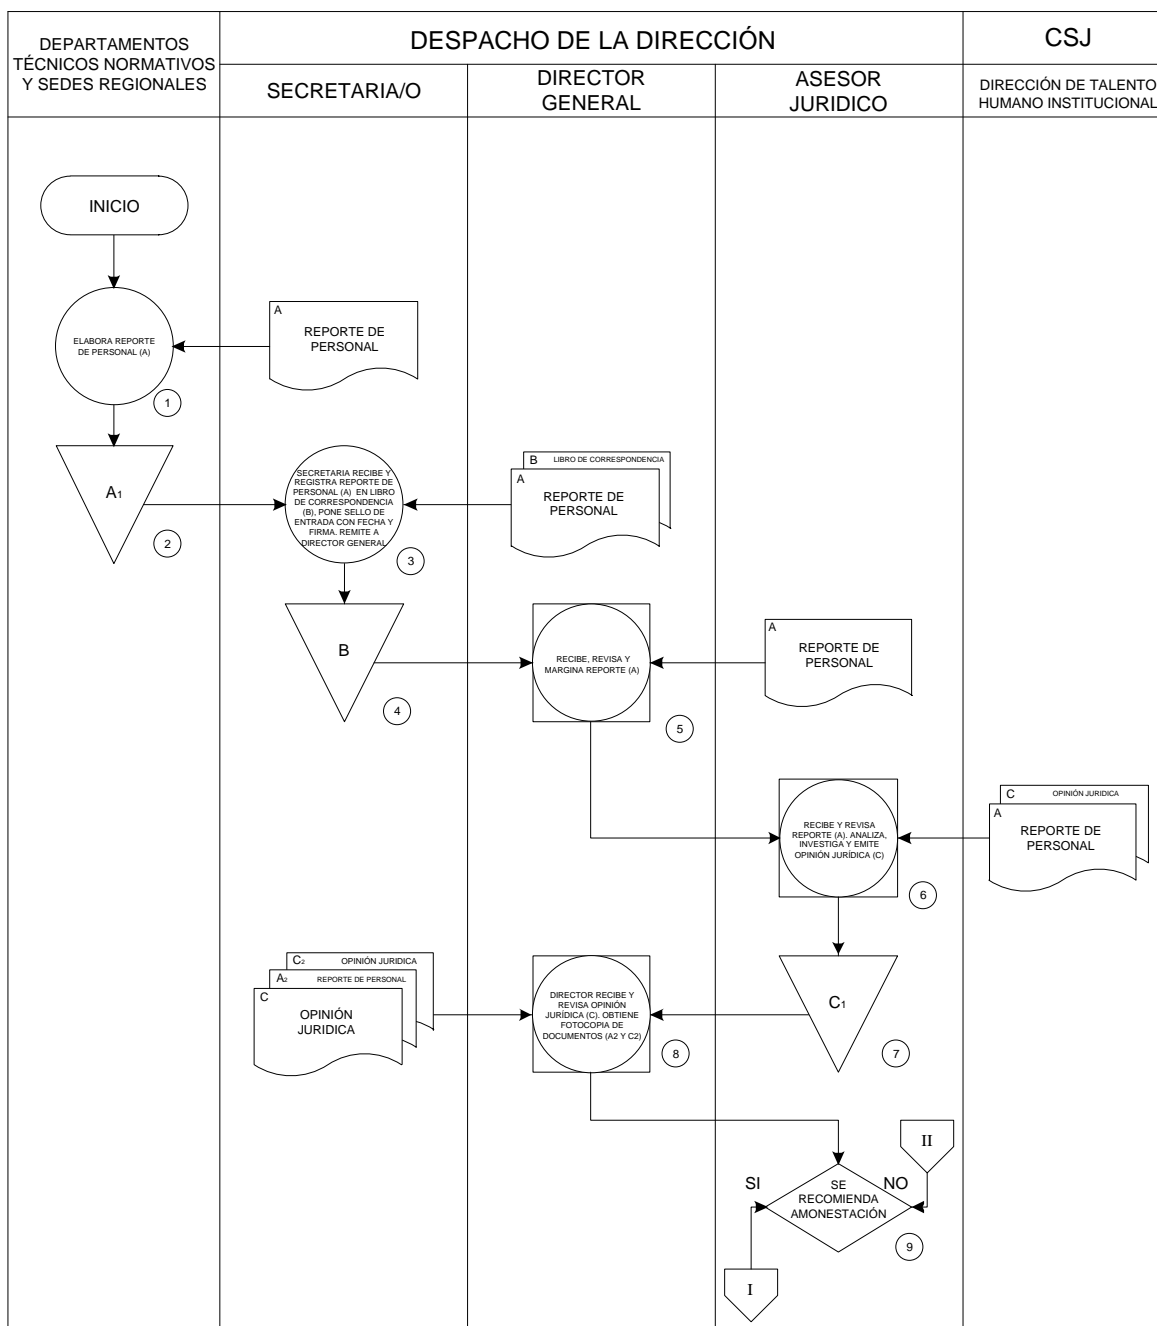 DEPARTAMENTOS
TÉCNICOS NORMATIVOS
Y SEDES REGIONALES
DESPACHO DE LA DIRECCIÓN
CSJ
SECRETARIA/O
DIRECTOR
GENERAL
ASESOR
JURIDICO
DIRECCIÓN DE TALENTO
HUMANO INSTITUCIONAL
INICIO
ELABORA REPORTE
DE PERSONAL (A)
1
A
REPORTE DE
PERSONAL
A1
2
SECRETARIA RECIBE Y
REGISTRA REPORTE DE
PERSONAL (A) EN LIBRO
DE CORRESPONDENCIA
(B), PONE SELLO DE
ENTRADA CON FECHA Y
FIRMA. REMITE A
DIRECTOR GENERAL
3
B LIBRO DE CORRESPONDENCIA
A
REPORTE DE
PERSONAL
B
4
RECIBE, REVISA Y
MARGINA REPORTE (A)
5
A
REPORTE DE
PERSONAL
RECIBE Y REVISA
REPORTE (A). ANALIZA,
INVESTIGA Y EMITE
OPINIÓN JURÍDICA (C)
6
C OPINIÓN JURIDICA
A
REPORTE DE
PERSONAL
C2 OPINIÓN JURIDICA
A2 REPORTE DE PERSONAL
C
OPINIÓN
JURIDICA
DIRECTOR RECIBE Y
REVISA OPINIÓN
JURÍDICA (C). OBTIENE
FOTOCOPIA DE
DOCUMENTOS (A2 Y C2)
8
C1
7
II
SI
SE
RECOMIENDA
AMONESTACIÓN
NO
9
I